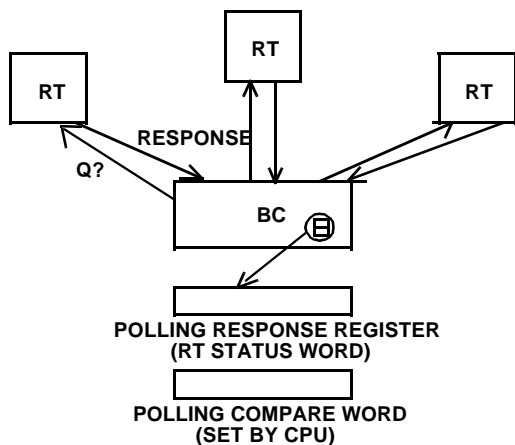 RT
RT
RT
RESPONSE
Q?
BC
POLLING RESPONSE REGISTER
(RT STATUS WORD)
POLLING COMPARE WORD
(SET BY CPU)